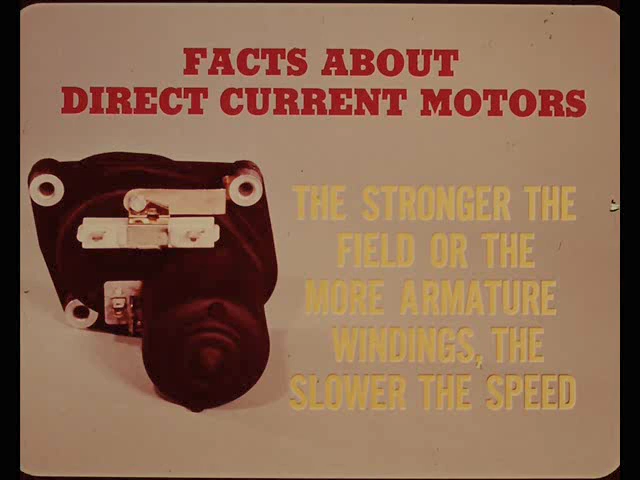 FACTS ABOUT
DIRECT CURRENT MOTORS
THE STRONGER THE
FIELD OR THE
MORE ARMATURE
WINDINGS, THE
SLOWER THE SPEED